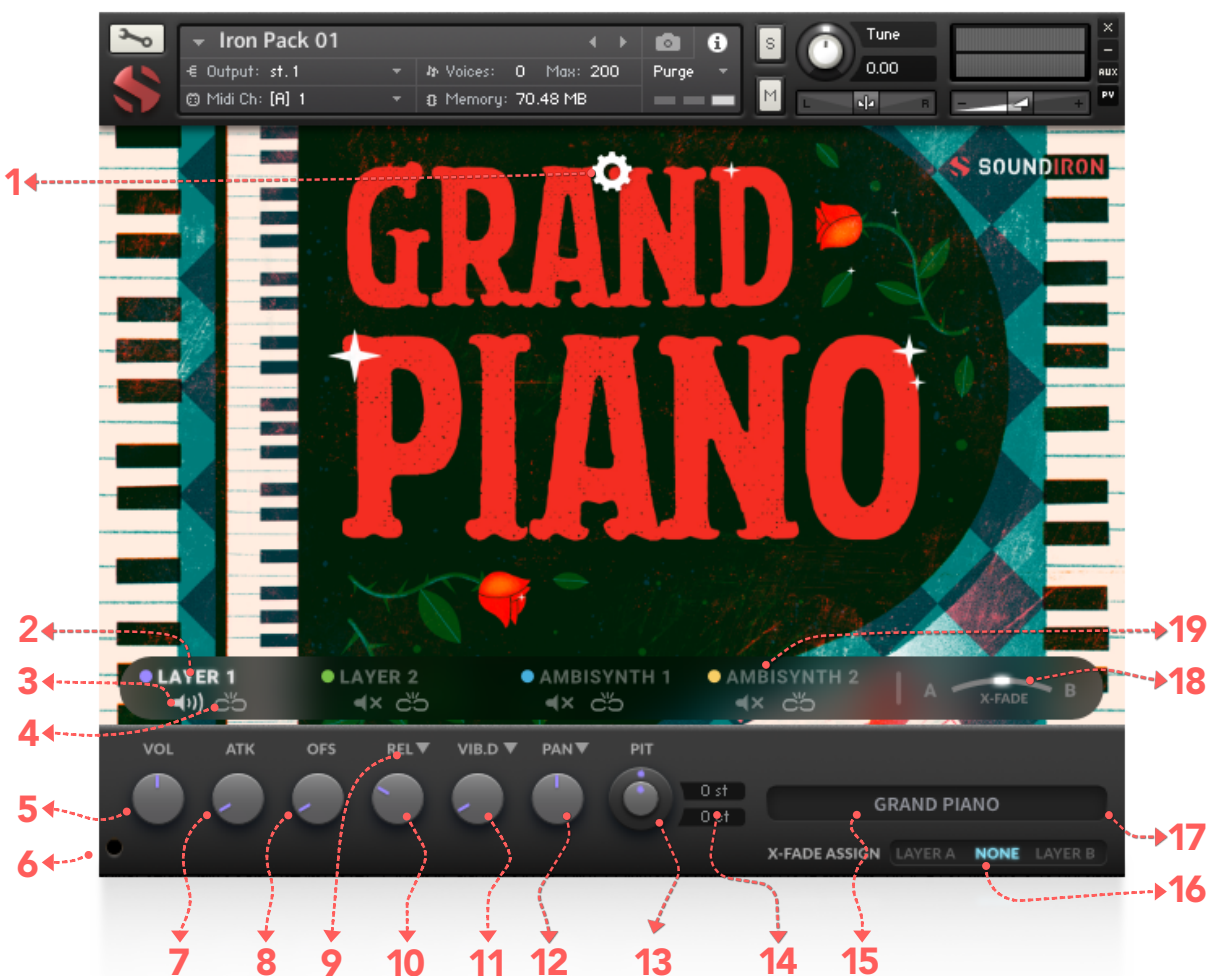 Iron Pack 01
S
Tune
×
−
Output: st.1
Voices: 0 Max: 200
Purge
0.00
AUX
Midi Ch: [A] 1
Memory: 70.48 MB
M
L
R
−
+
PV
SOUNDIRON
1
GRAND
PIANO
2
LAYER 1
LAYER 2
AMBISYNTH 1
AMBISYNTH 2
A
X-FADE
B
19
3
18
4
VOL
ATK
OFS
REL
VIB.D
PAN
PIT
0 st
0 st
GRAND PIANO
5
17
6
X-FADE ASSIGN
LAYER A
NONE
LAYER B
16
7
8
9
10
11
12
13
14
15